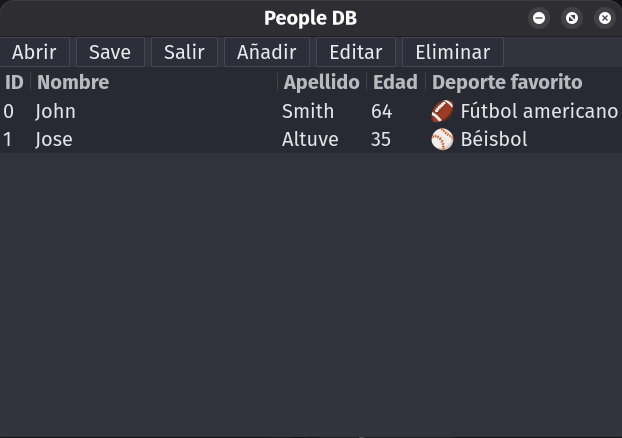 People DB
Abrir Save Salir Añadir Editar Eliminar
ID Nombre Apellido Edad Deporte favorito
0 John Smith 64 🏈 Fútbol americano
1 Jose Altuve 35 ⚾ Béisbol